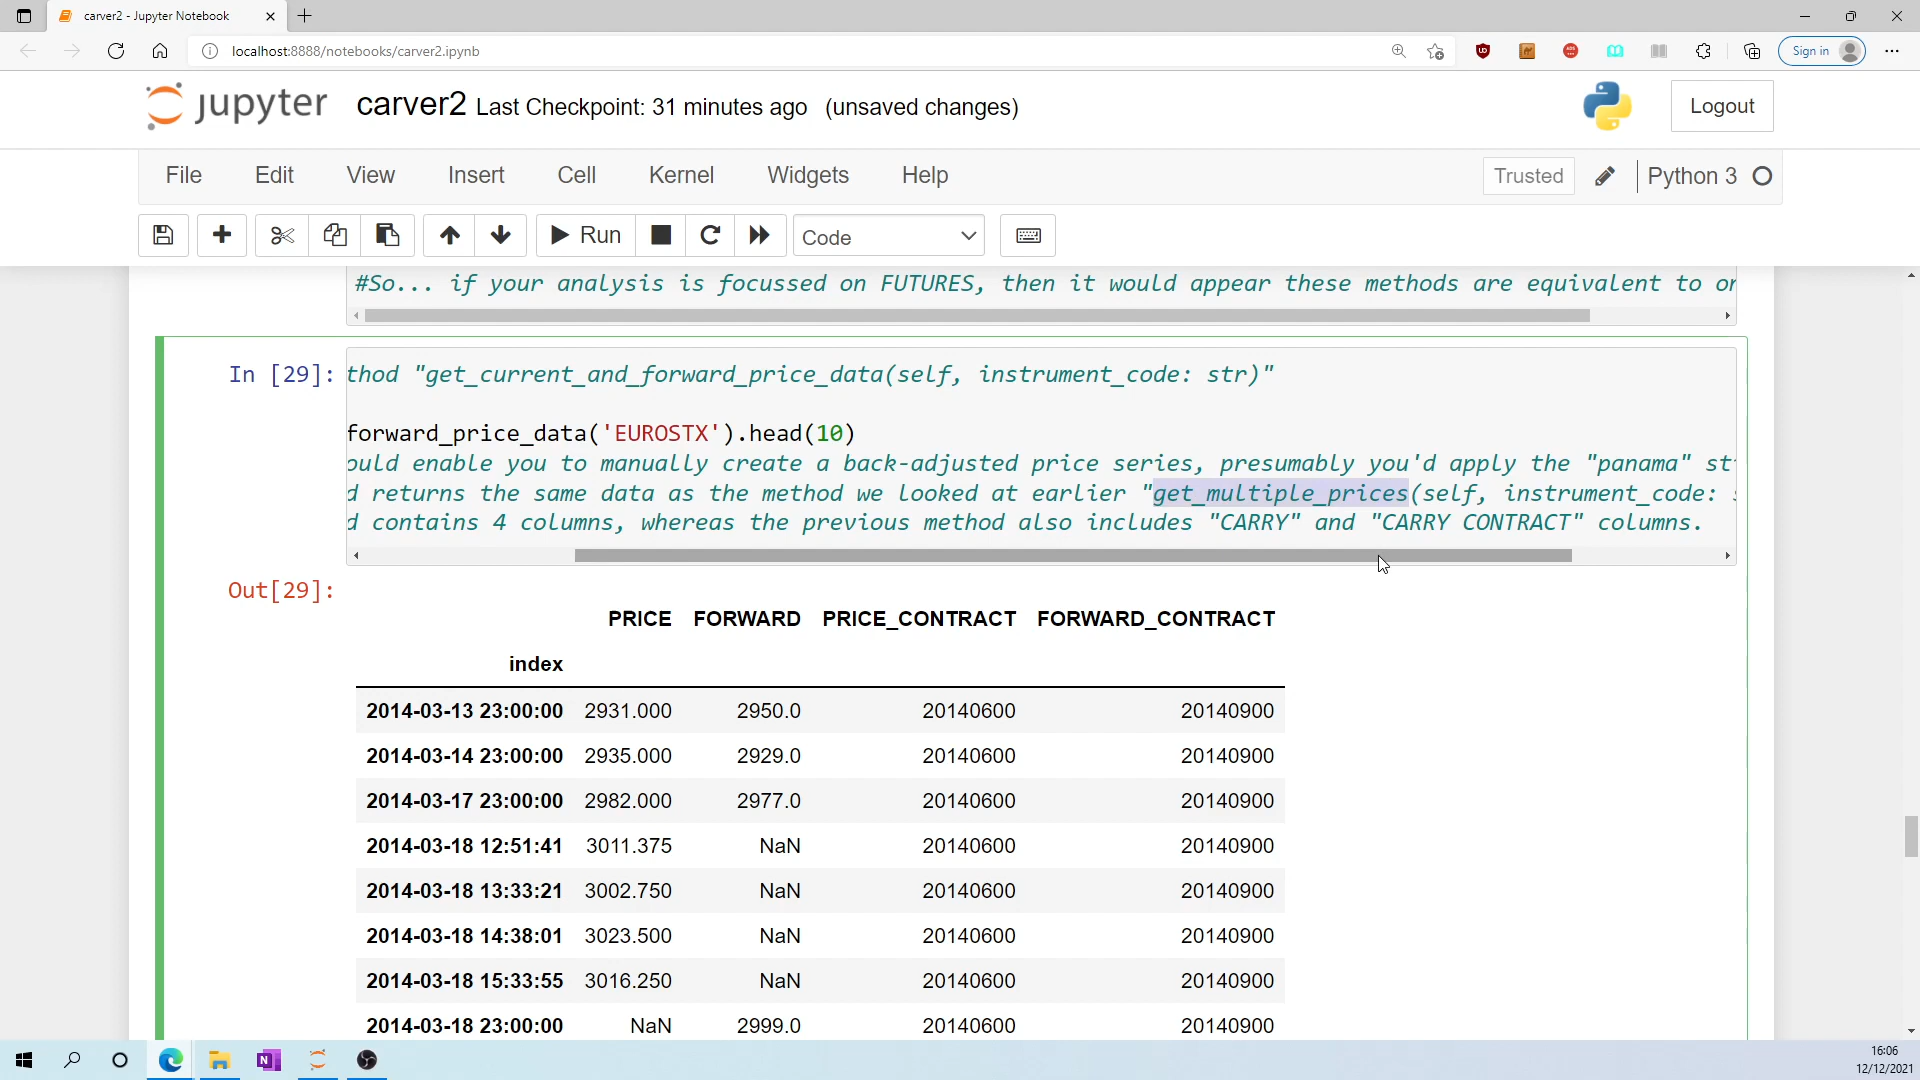 carver2 - Jupyter Notebook
localhost:8888/notebooks/carver2.ipynb
Sign in
jupyter carver2 Last Checkpoint: 31 minutes ago (unsaved changes)
Logout
File Edit View Insert Cell Kernel Widgets Help
Trusted Python 3
Run Code
#So... if your analysis is focussed on FUTURES, then it would appear these methods are equivalent to or
In [29]: thod "get_current_and_forward_price_data(self, instrument_code: str)"
forward_price_data('EUROSTX').head(10)
ould enable you to manually create a back-adjusted price series, presumably you'd apply the "panama" st
d returns the same data as the method we looked at earlier "get_multiple_prices(self, instrument_code: s
d contains 4 columns, whereas the previous method also includes "CARRY" and "CARRY CONTRACT" columns.
Out[29]:
PRICE FORWARD PRICE_CONTRACT FORWARD_CONTRACT
index
2014-03-13 23:00:00 2931.000 2950.0 20140600 20140900
2014-03-14 23:00:00 2935.000 2929.0 20140600 20140900
2014-03-17 23:00:00 2982.000 2977.0 20140600 20140900
2014-03-18 12:51:41 3011.375 NaN 20140600 20140900
2014-03-18 13:33:21 3002.750 NaN 20140600 20140900
2014-03-18 14:38:01 3023.500 NaN 20140600 20140900
2014-03-18 15:33:55 3016.250 NaN 20140600 20140900
2014-03-18 23:00:00 NaN 2999.0 20140600 20140900
16:06
12/12/2021